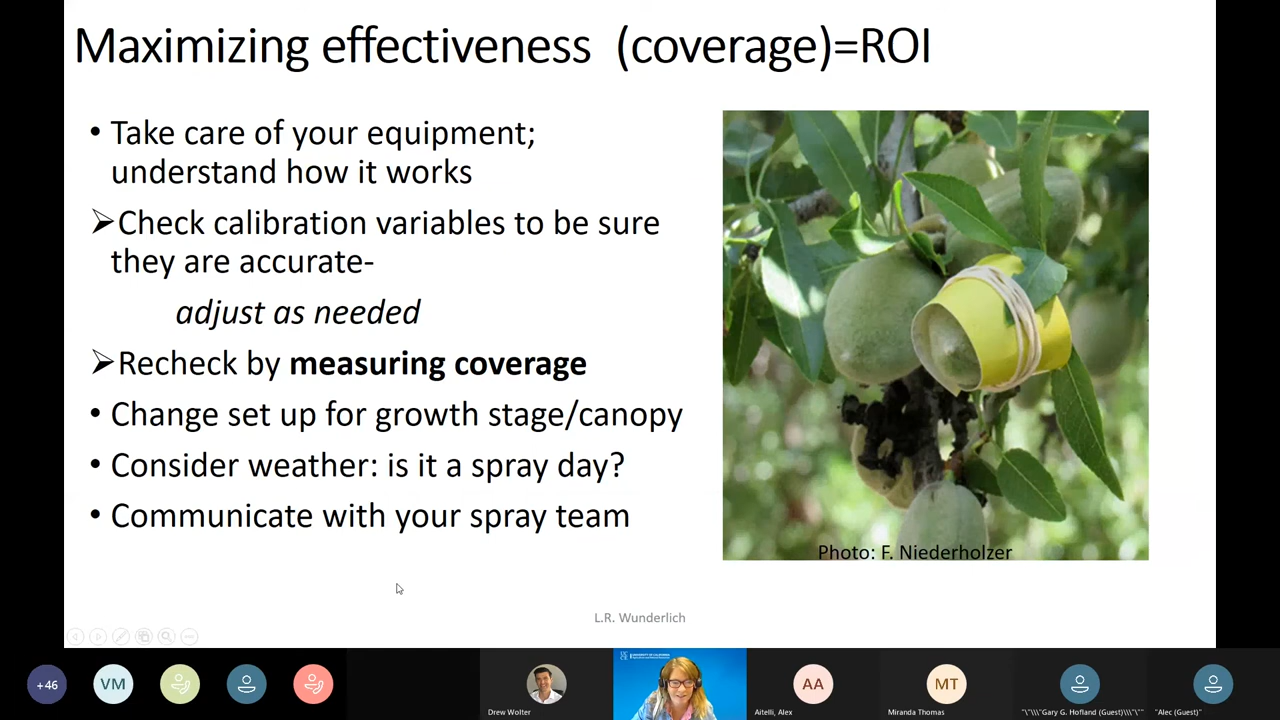 Maximizing effectiveness (coverage)=ROI
• Take care of your equipment;
understand how it works
➢Check calibration variables to be sure
they are accurate-
adjust as needed
➢Recheck by measuring coverage
• Change set up for growth stage/canopy
• Consider weather: is it a spray day?
• Communicate with your spray team
Photo: F. Niederholzer
L.R. Wunderlich
+46
VM
AA
MT
Drew Wolter
Aitelli, Alex
Miranda Thomas
"\"\\\"Gary G. Hofland (Guest)\\\"\""
"Alec (Guest)"